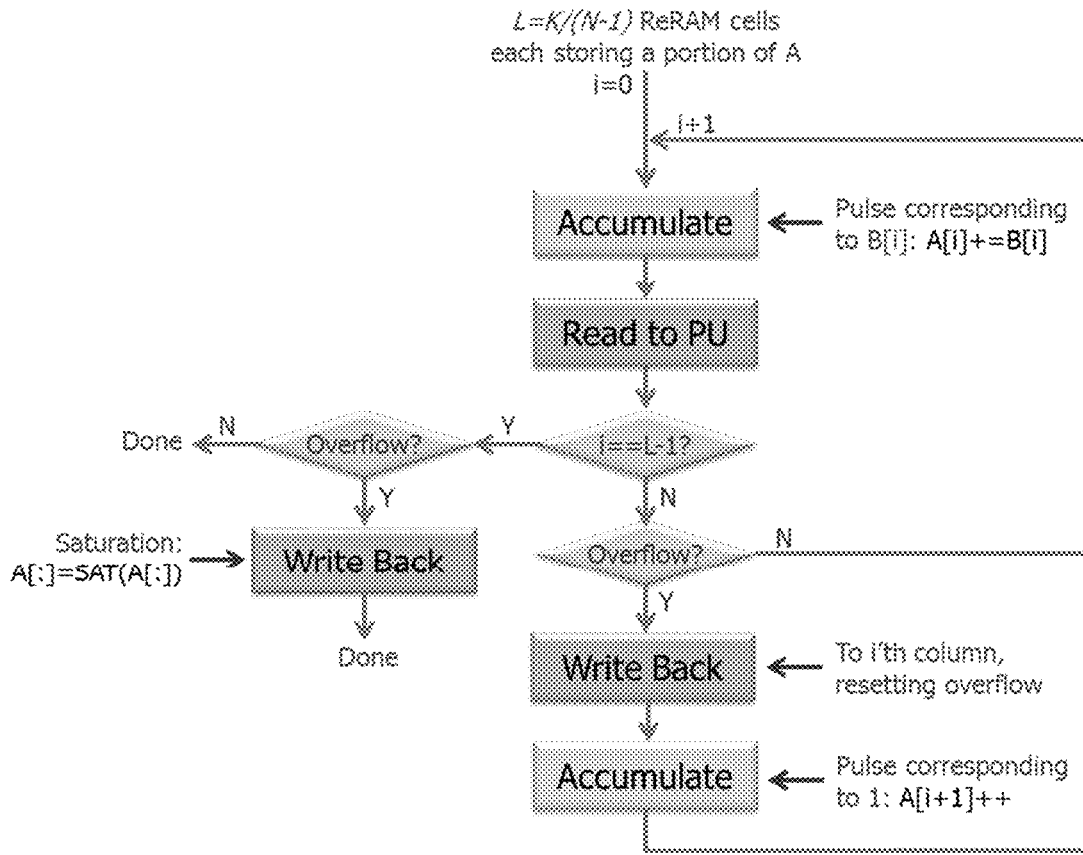 L=K/(N-1) ReRAM cells
each storing a portion of A
i=0
i+1
Accumulate
Pulse corresponding
to B[i]: A[i]+=B[i]
Read to PU
Done
N
Overflow?
Y
i==L-1?
Y
N
Saturation:
A[:]=SAT(A[:])
Write Back
Overflow?
N
Done
Y
Write Back
To i'th column,
resetting overflow
Accumulate
Pulse corresponding
to 1: A[i+1]++